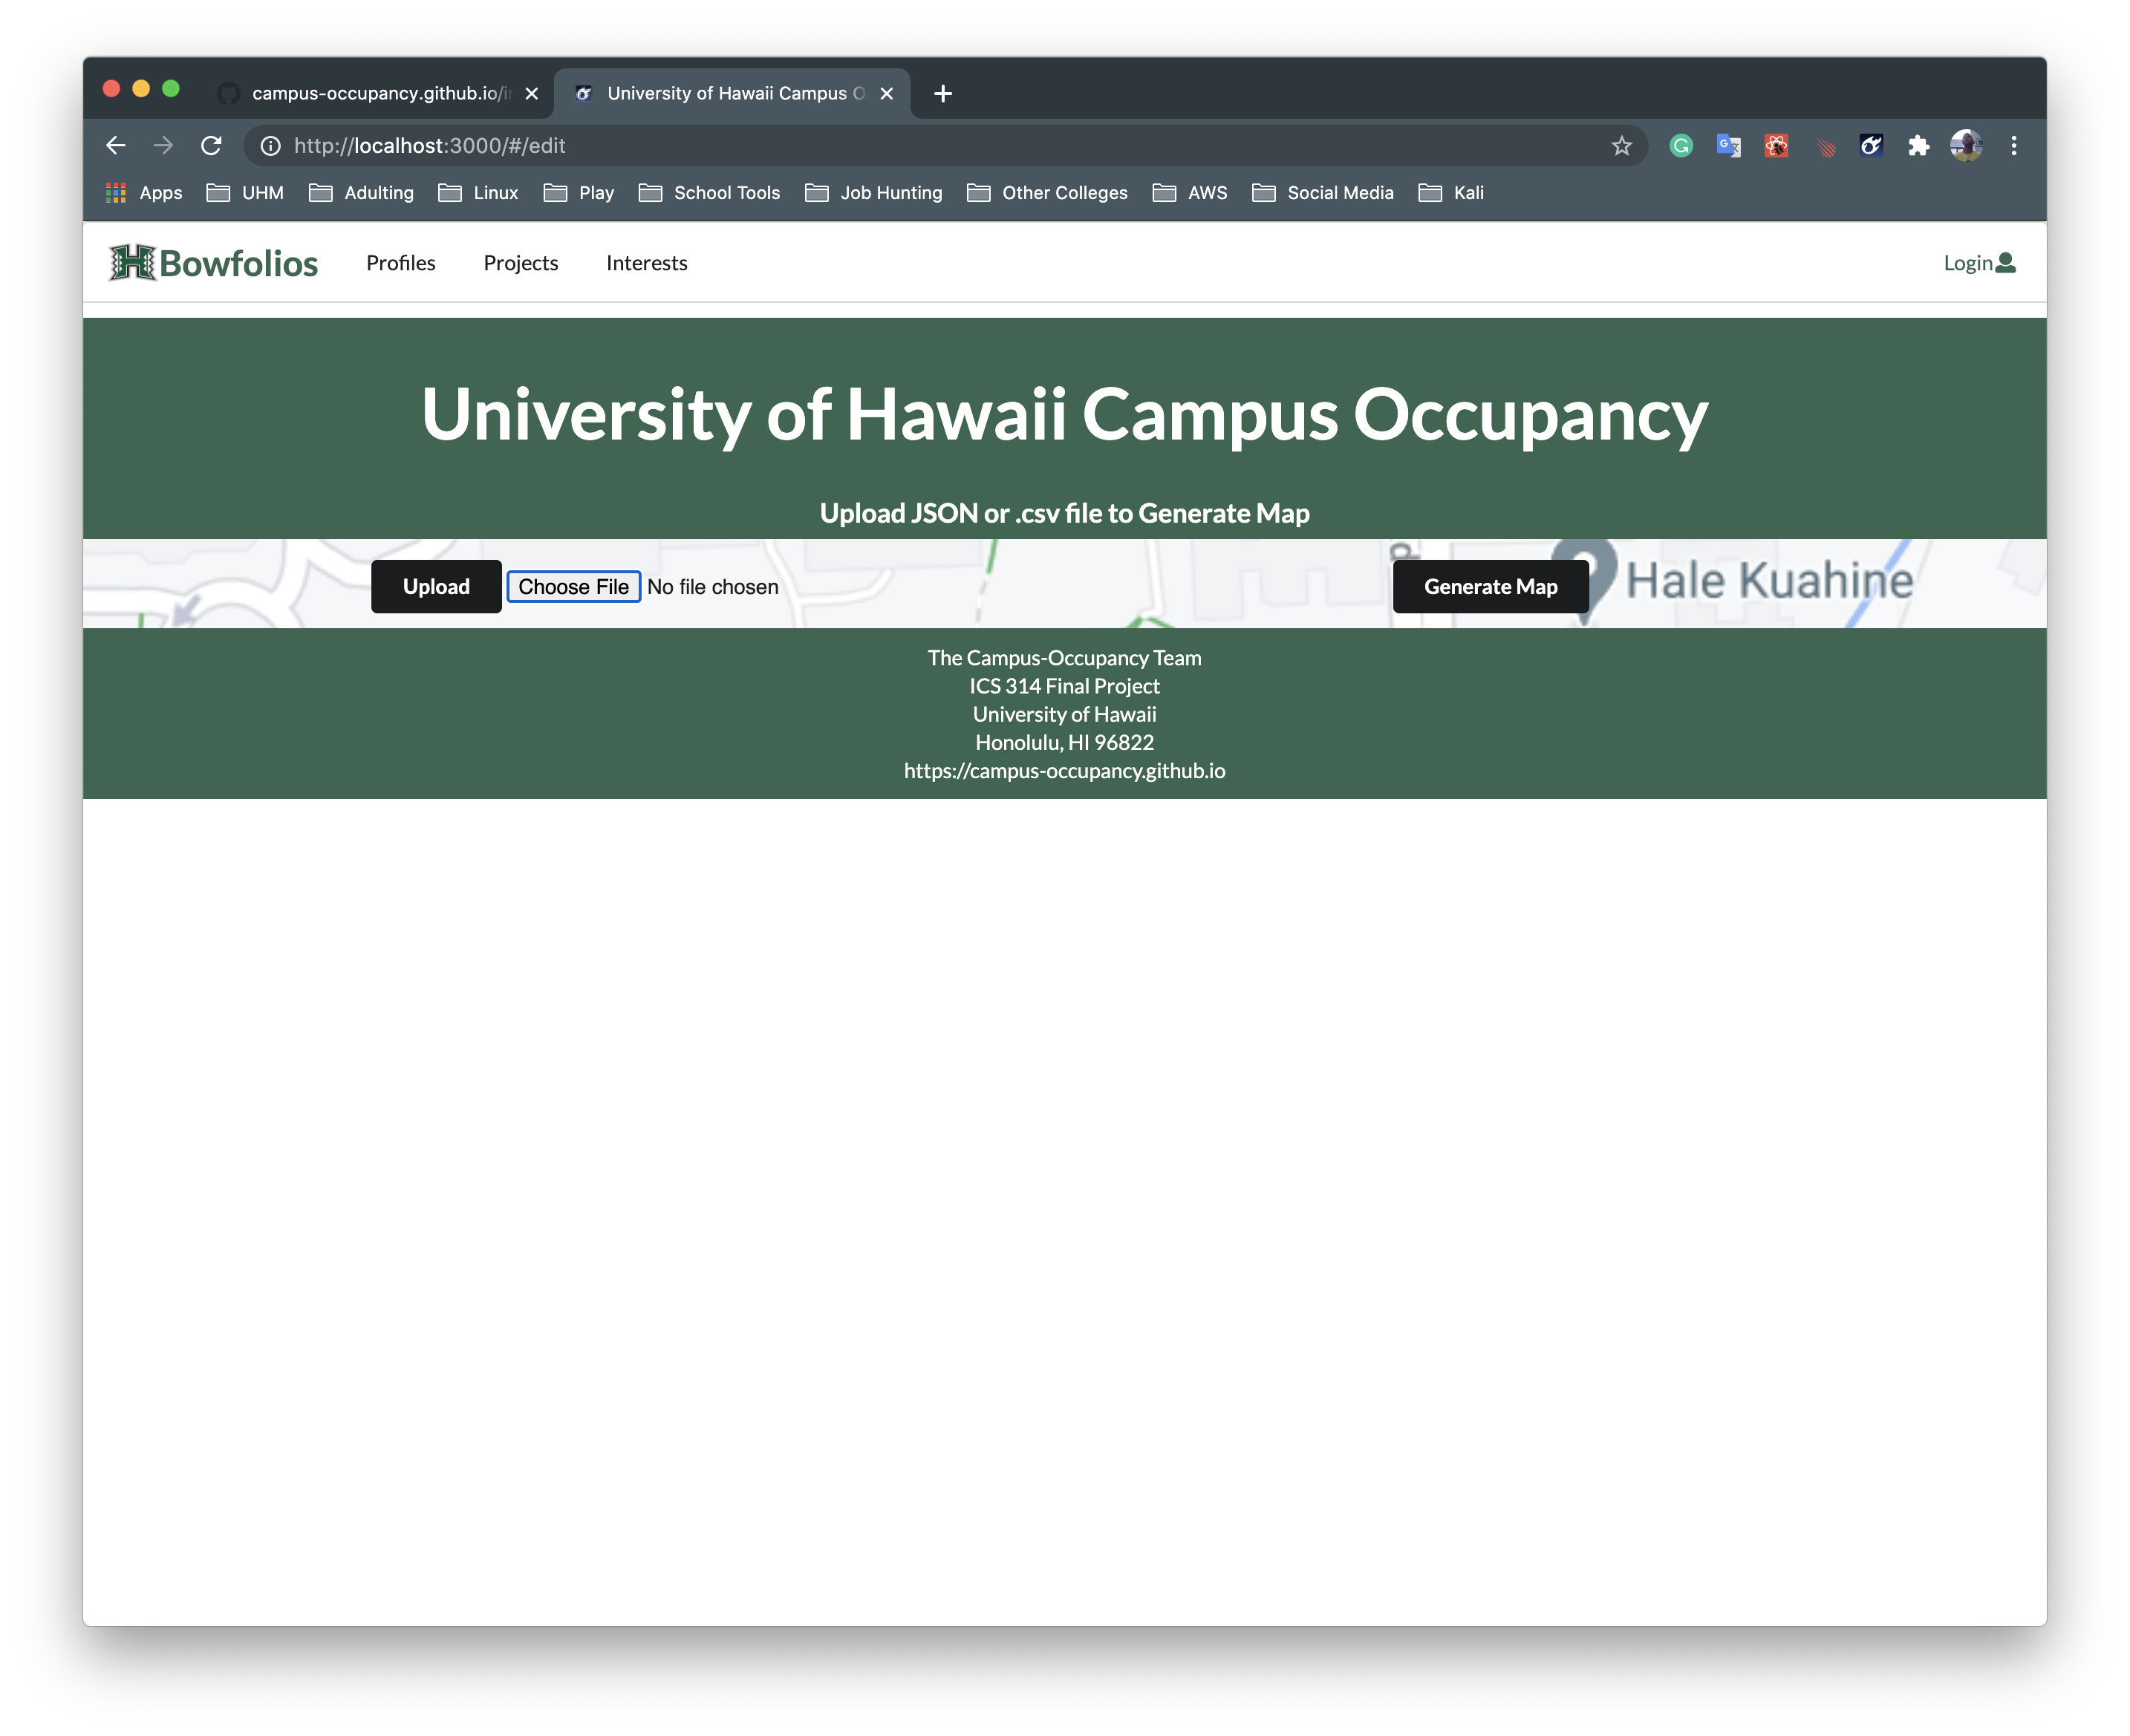 campus-occupancy.github.io/i
University of Hawaii Campus O
http://localhost:3000/#/edit
Apps UHM Adulting Linux Play School Tools Job Hunting Other Colleges AWS Social Media Kali
Bowfolios Profiles Projects Interests Login
University of Hawaii Campus Occupancy
Upload JSON or .csv file to Generate Map
Upload Choose File No file chosen Generate Map Hale Kuahine
The Campus-Occupancy Team
ICS 314 Final Project
University of Hawaii
Honolulu, HI 96822
https://campus-occupancy.github.io